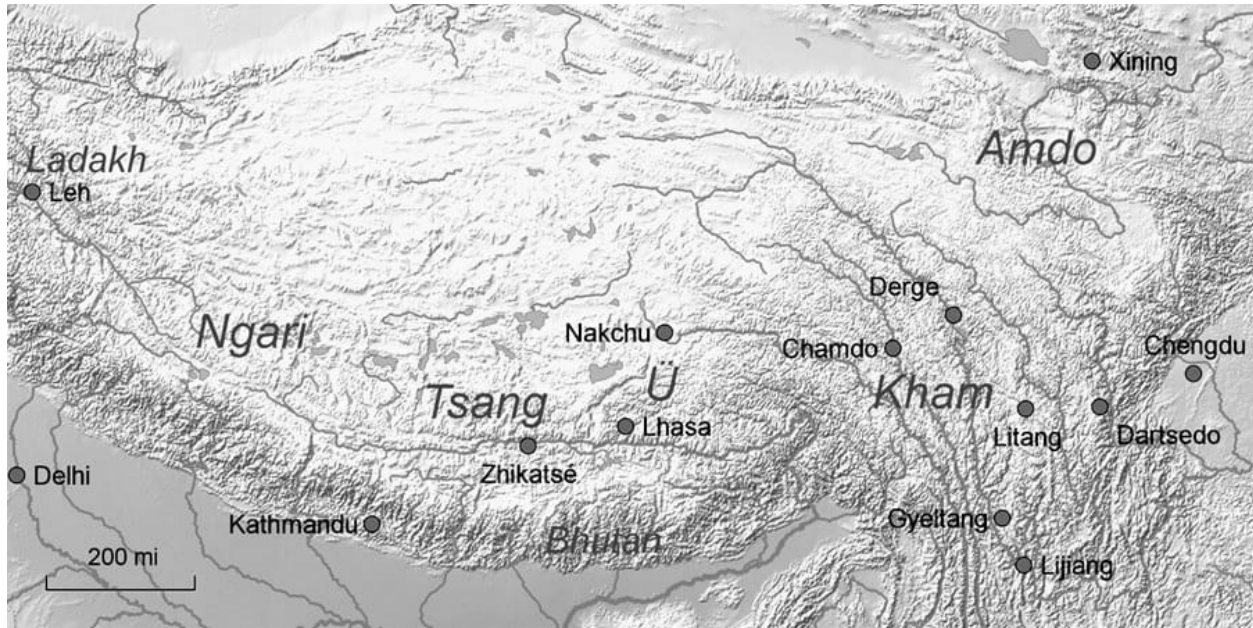 Xining
Amdo
Ladakh
Leh
Derge
Ngari
Nakchu
Chamdo
Chengdu
Ü
Tsang
Kham
Lhasa
Litang
Dartsedo
Zhikatsé
Delhi
Kathmandu
Gyeltang
Bhutan
200 mi
Lijiang